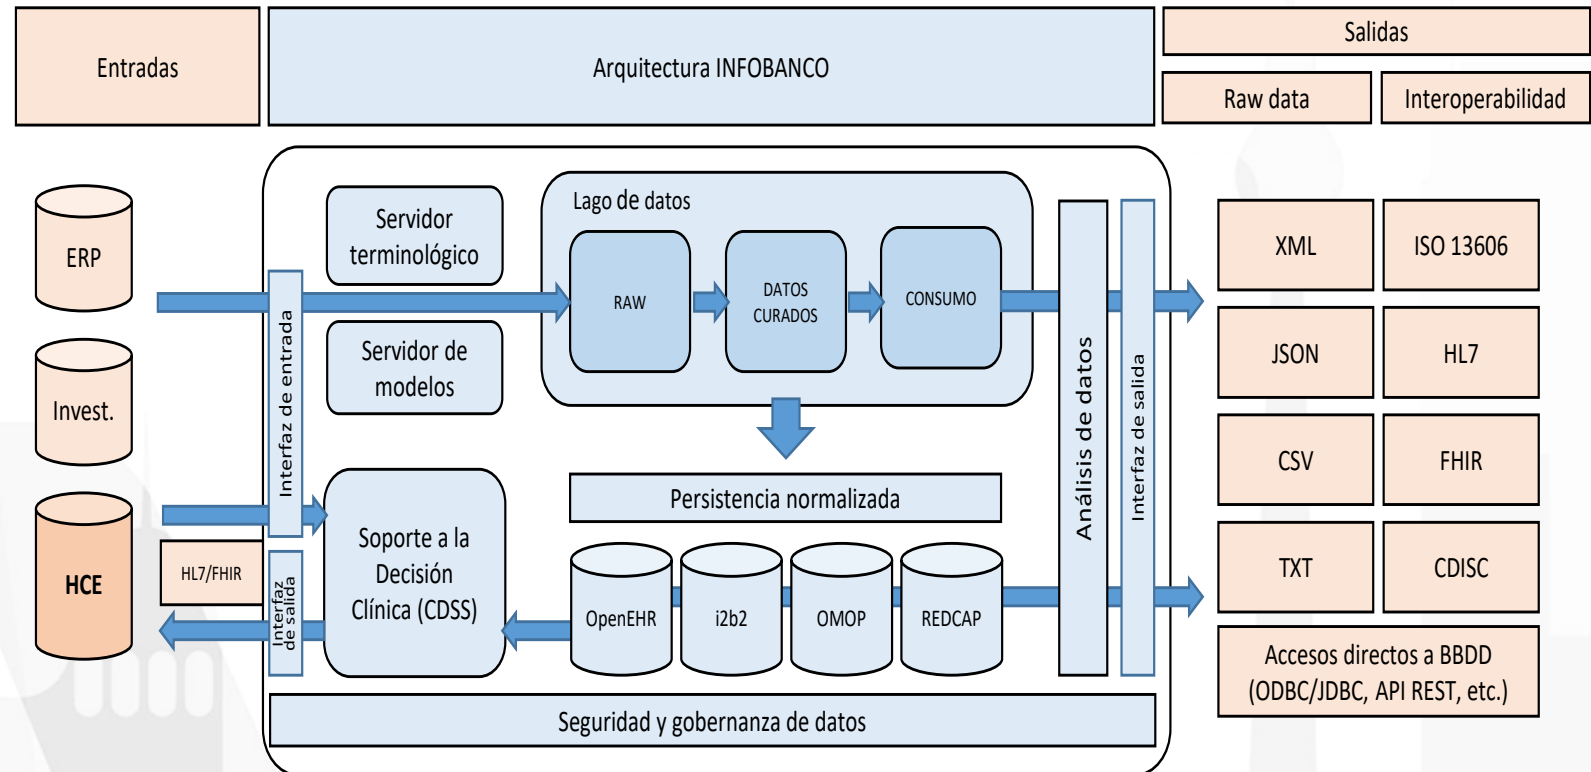 Entradas
Arquitectura INFOBANCO
Salidas
Raw data
Interoperabilidad
ERP
Invest.
HCE
HL7/FHIR
Interfaz de entrada
Interfaz
de salida
Servidor
terminológico
Servidor de
modelos
Soporte a la
Decisión
Clínica (CDSS)
Lago de datos
RAW
DATOS
CURADOS
CONSUMO
Persistencia normalizada
OpenEHR
i2b2
OMOP
REDCAP
Análisis de datos
Interfaz de salida
Seguridad y gobernanza de datos
XML
ISO 13606
JSON
HL7
CSV
FHIR
TXT
CDISC
Accesos directos a BBDD
(ODBC/JDBC, API REST, etc.)